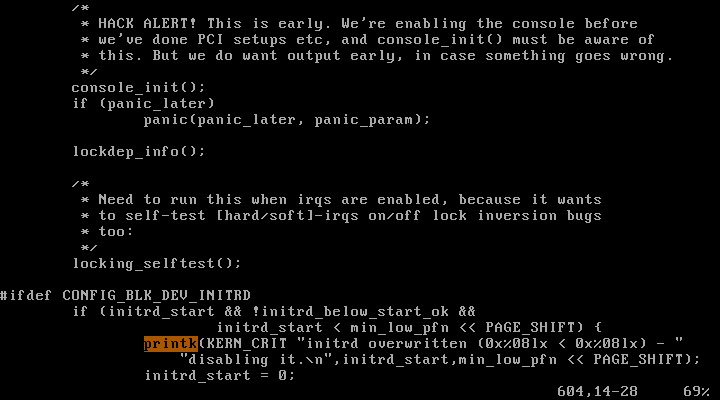 /*
 * HACK ALERT! This is early. We're enabling the console before
 * we've done PCI setups etc, and console_init() must be aware of
 * this. But we do want output early, in case something goes wrong.
 */
console_init();
if (panic_later)
panic(panic_later, panic_param);
lockdep_info();
/*
 * Need to run this when irqs are enabled, because it wants
 * to self-test [hard/soft]-irqs on/off lock inversion bugs
 * too:
 */
locking_selftest();
#ifdef CONFIG_BLK_DEV_INITRD
if (initrd_start && !initrd_below_start_ok &&
initrd_start < min_low_pfn << PAGE_SHIFT) {
printk(KERN_CRIT "initrd overwritten (0x%08lx < 0x%08lx) - "
"disabling it.\n",initrd_start,min_low_pfn << PAGE_SHIFT);
initrd_start = 0;
604,14-28 69%